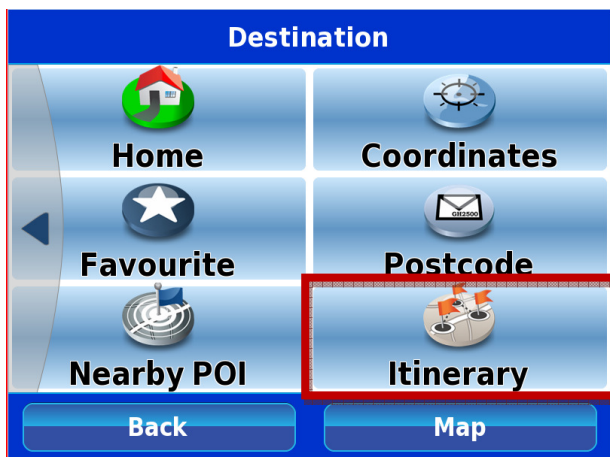 Destination
Home
Coordinates
GH2500
Favourite
Postcode
Nearby POI
Itinerary
Back
Map